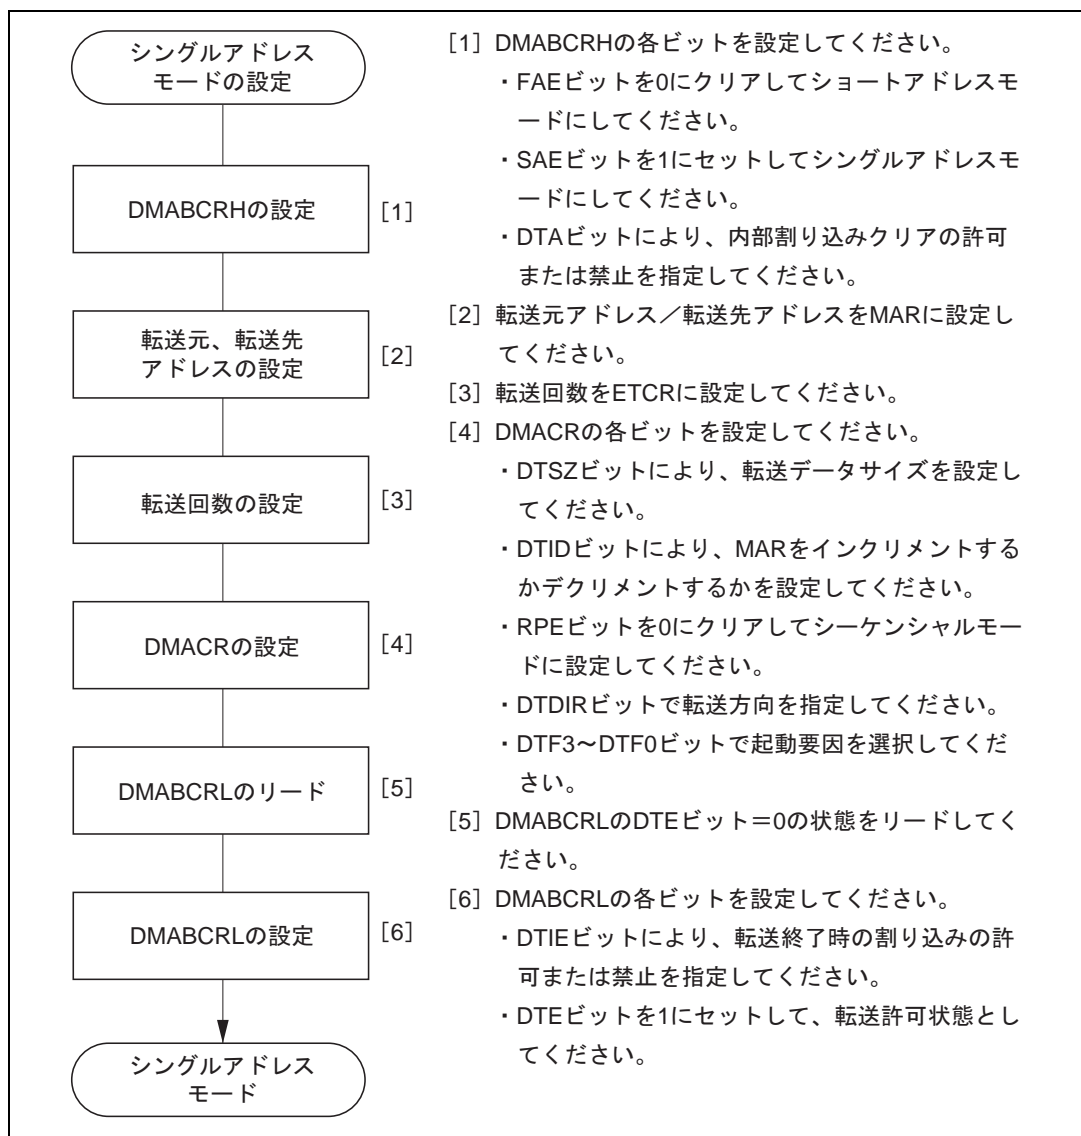 シングルアドレス
モードの設定
DMABCRHの設定
［1］
転送元、転送先
アドレスの設定
［2］
転送回数の設定
［3］
DMACRの設定
［4］
DMABCRLのリード
［5］
DMABCRLの設定
［6］
シングルアドレス
モード
［1］DMABCRHの各ビットを設定してください。
・FAEビットを0にクリアしてショートアドレスモ
ードにしてください。
・SAEビットを1にセットしてシングルアドレスモ
ードにしてください。
・DTAビットにより、内部割り込みクリアの許可
または禁止を指定してください。
［2］転送元アドレス／転送先アドレスをMARに設定し
てください。
［3］転送回数をETCRに設定してください。
［4］DMACRの各ビットを設定してください。
・DTSZビットにより、転送データサイズを設定し
てください。
・DTIDビットにより、MARをインクリメントする
かデクリメントするかを設定してください。
・RPEビットを0にクリアしてシーケンシャルモー
ドに設定してください。
・DTDIRビットで転送方向を指定してください。
・DTF3～DTF0ビットで起動要因を選択してくだ
さい。
［5］DMABCRLのDTEビット＝0の状態をリードしてく
ださい。
［6］DMABCRLの各ビットを設定してください。
・DTIEビットにより、転送終了時の割り込みの許
可または禁止を指定してください。
・DTEビットを1にセットして、転送許可状態とし
てください。